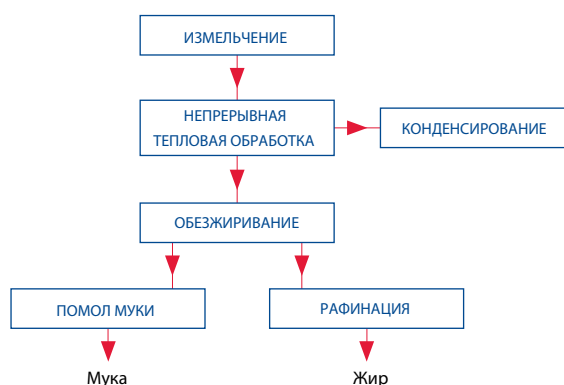 ИЗМЕЛЬЧЕНИЕ
НЕПРЕРЫВНАЯ
ТЕПЛОВАЯ ОБРАБОТКА
КОНДЕНСИРОВАНИЕ
ОБЕЗЖИРИВАНИЕ
ПОМОЛ МУКИ
РАФИНАЦИЯ
Мука
Жир